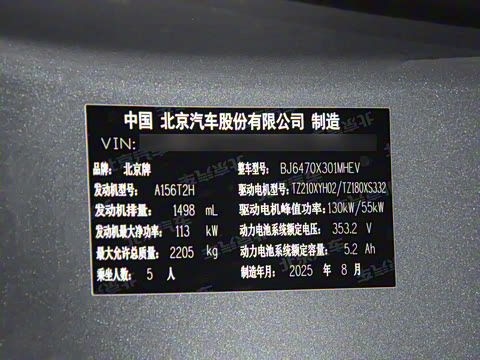 中国 北京汽车股份有限公司 制造
VIN:
品牌: 北京牌 整车型号: BJ6470X301MHEV
发动机型号: A156T2H 驱动电机型号: TZ210XYH02/TZ180XS332
发动机排量: 1498 mL 驱动电机峰值功率: 130kW/55kW
发动机最大净功率: 113 kW 动力电池系统额定电压: 353.2 V
最大允许总质量: 2205 kg 动力电池系统额定容量: 5.2 Ah
乘坐人数: 5 人 制造年月: 2025 年 8 月